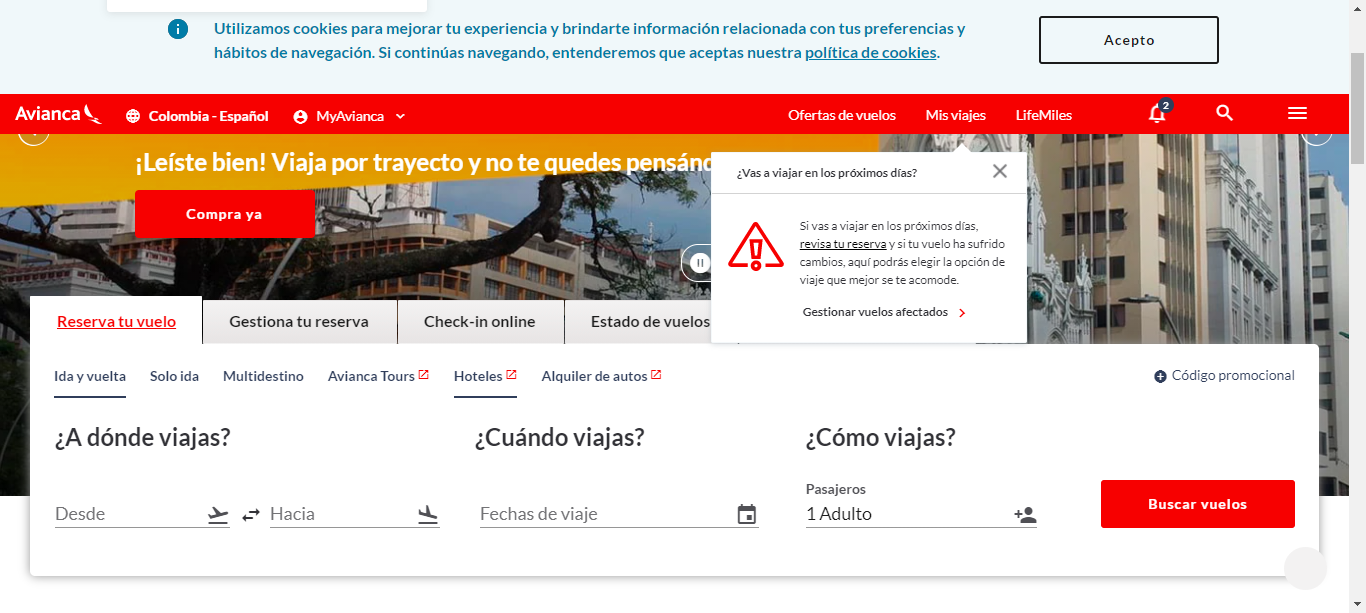 Utilizamos cookies para mejorar tu experiencia y brindarte información relacionada con tus preferencias y
hábitos de navegación. Si continúas navegando, entenderemos que aceptas nuestra política de cookies.
Acepto
Avianca
Colombia - Español
MyAvianca
Ofertas de vuelos
Mis viajes
LifeMiles
2
¡Leíste bien! Viaja por trayecto y no te quedes
Compra ya
¿Vas a viajar en los próximos días?
Si vas a viajar en los próximos días,
revisa tu reserva y si tu vuelo ha sufrido
cambios, aquí podrás elegir la opción de
viaje que mejor se te acomode.
Gestionar vuelos afectados
Reserva tu vuelo
Gestiona tu reserva
Check-in online
Estado de vuelos
Ida y vuelta
Solo ida
Multidestino
Avianca Tours
Hoteles
Alquiler de autos
Código promocional
¿A dónde viajas?
¿Cuándo viajas?
¿Cómo viajas?
Pasajeros
Desde
Hacia
Fechas de viaje
1 Adulto
Buscar vuelos